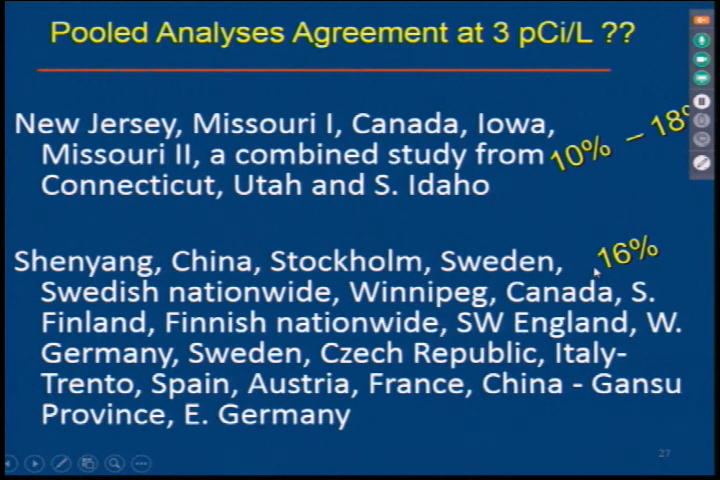 Pooled Analyses Agreement at 3 pCi/L ??
New Jersey, Missouri I, Canada, Iowa,
Missouri II, a combined study from
Connecticut, Utah and S. Idaho
10% – 18%
Shenyang, China, Stockholm, Sweden,
16%
Swedish nationwide, Winnipeg, Canada, S.
Finland, Finnish nationwide, SW England, W.
Germany, Sweden, Czech Republic, Italy-
Trento, Spain, Austria, France, China - Gansu
Province, E. Germany
27